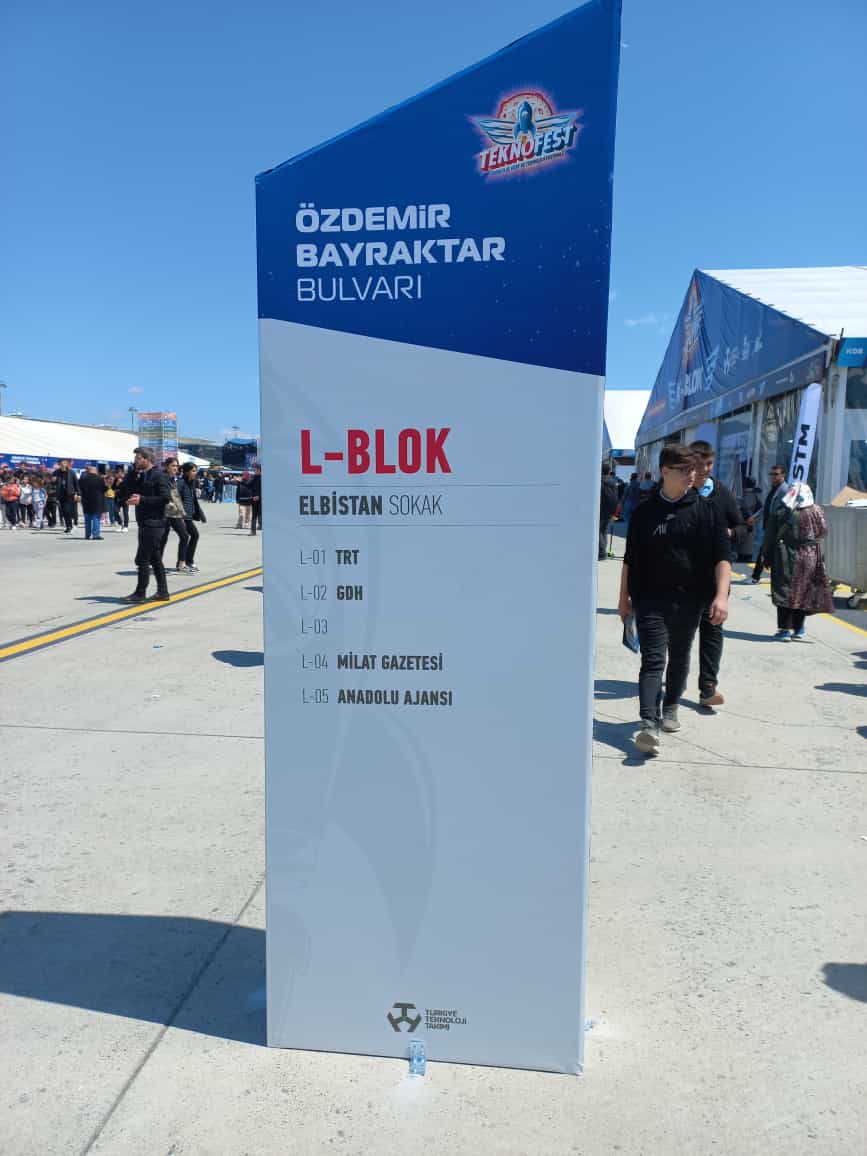 TEKNOFEST
ÖZDEMİR
BAYRAKTAR
BULVARI
L-BLOK
ELBİSTAN SOKAK
L-01 TRT
L-02 GDH
L-03
L-04 MİLAT GAZETESİ
L-05 ANADOLU AJANSI
TÜRKİYE
TEKNOLOJİ
TAKIMI
STM